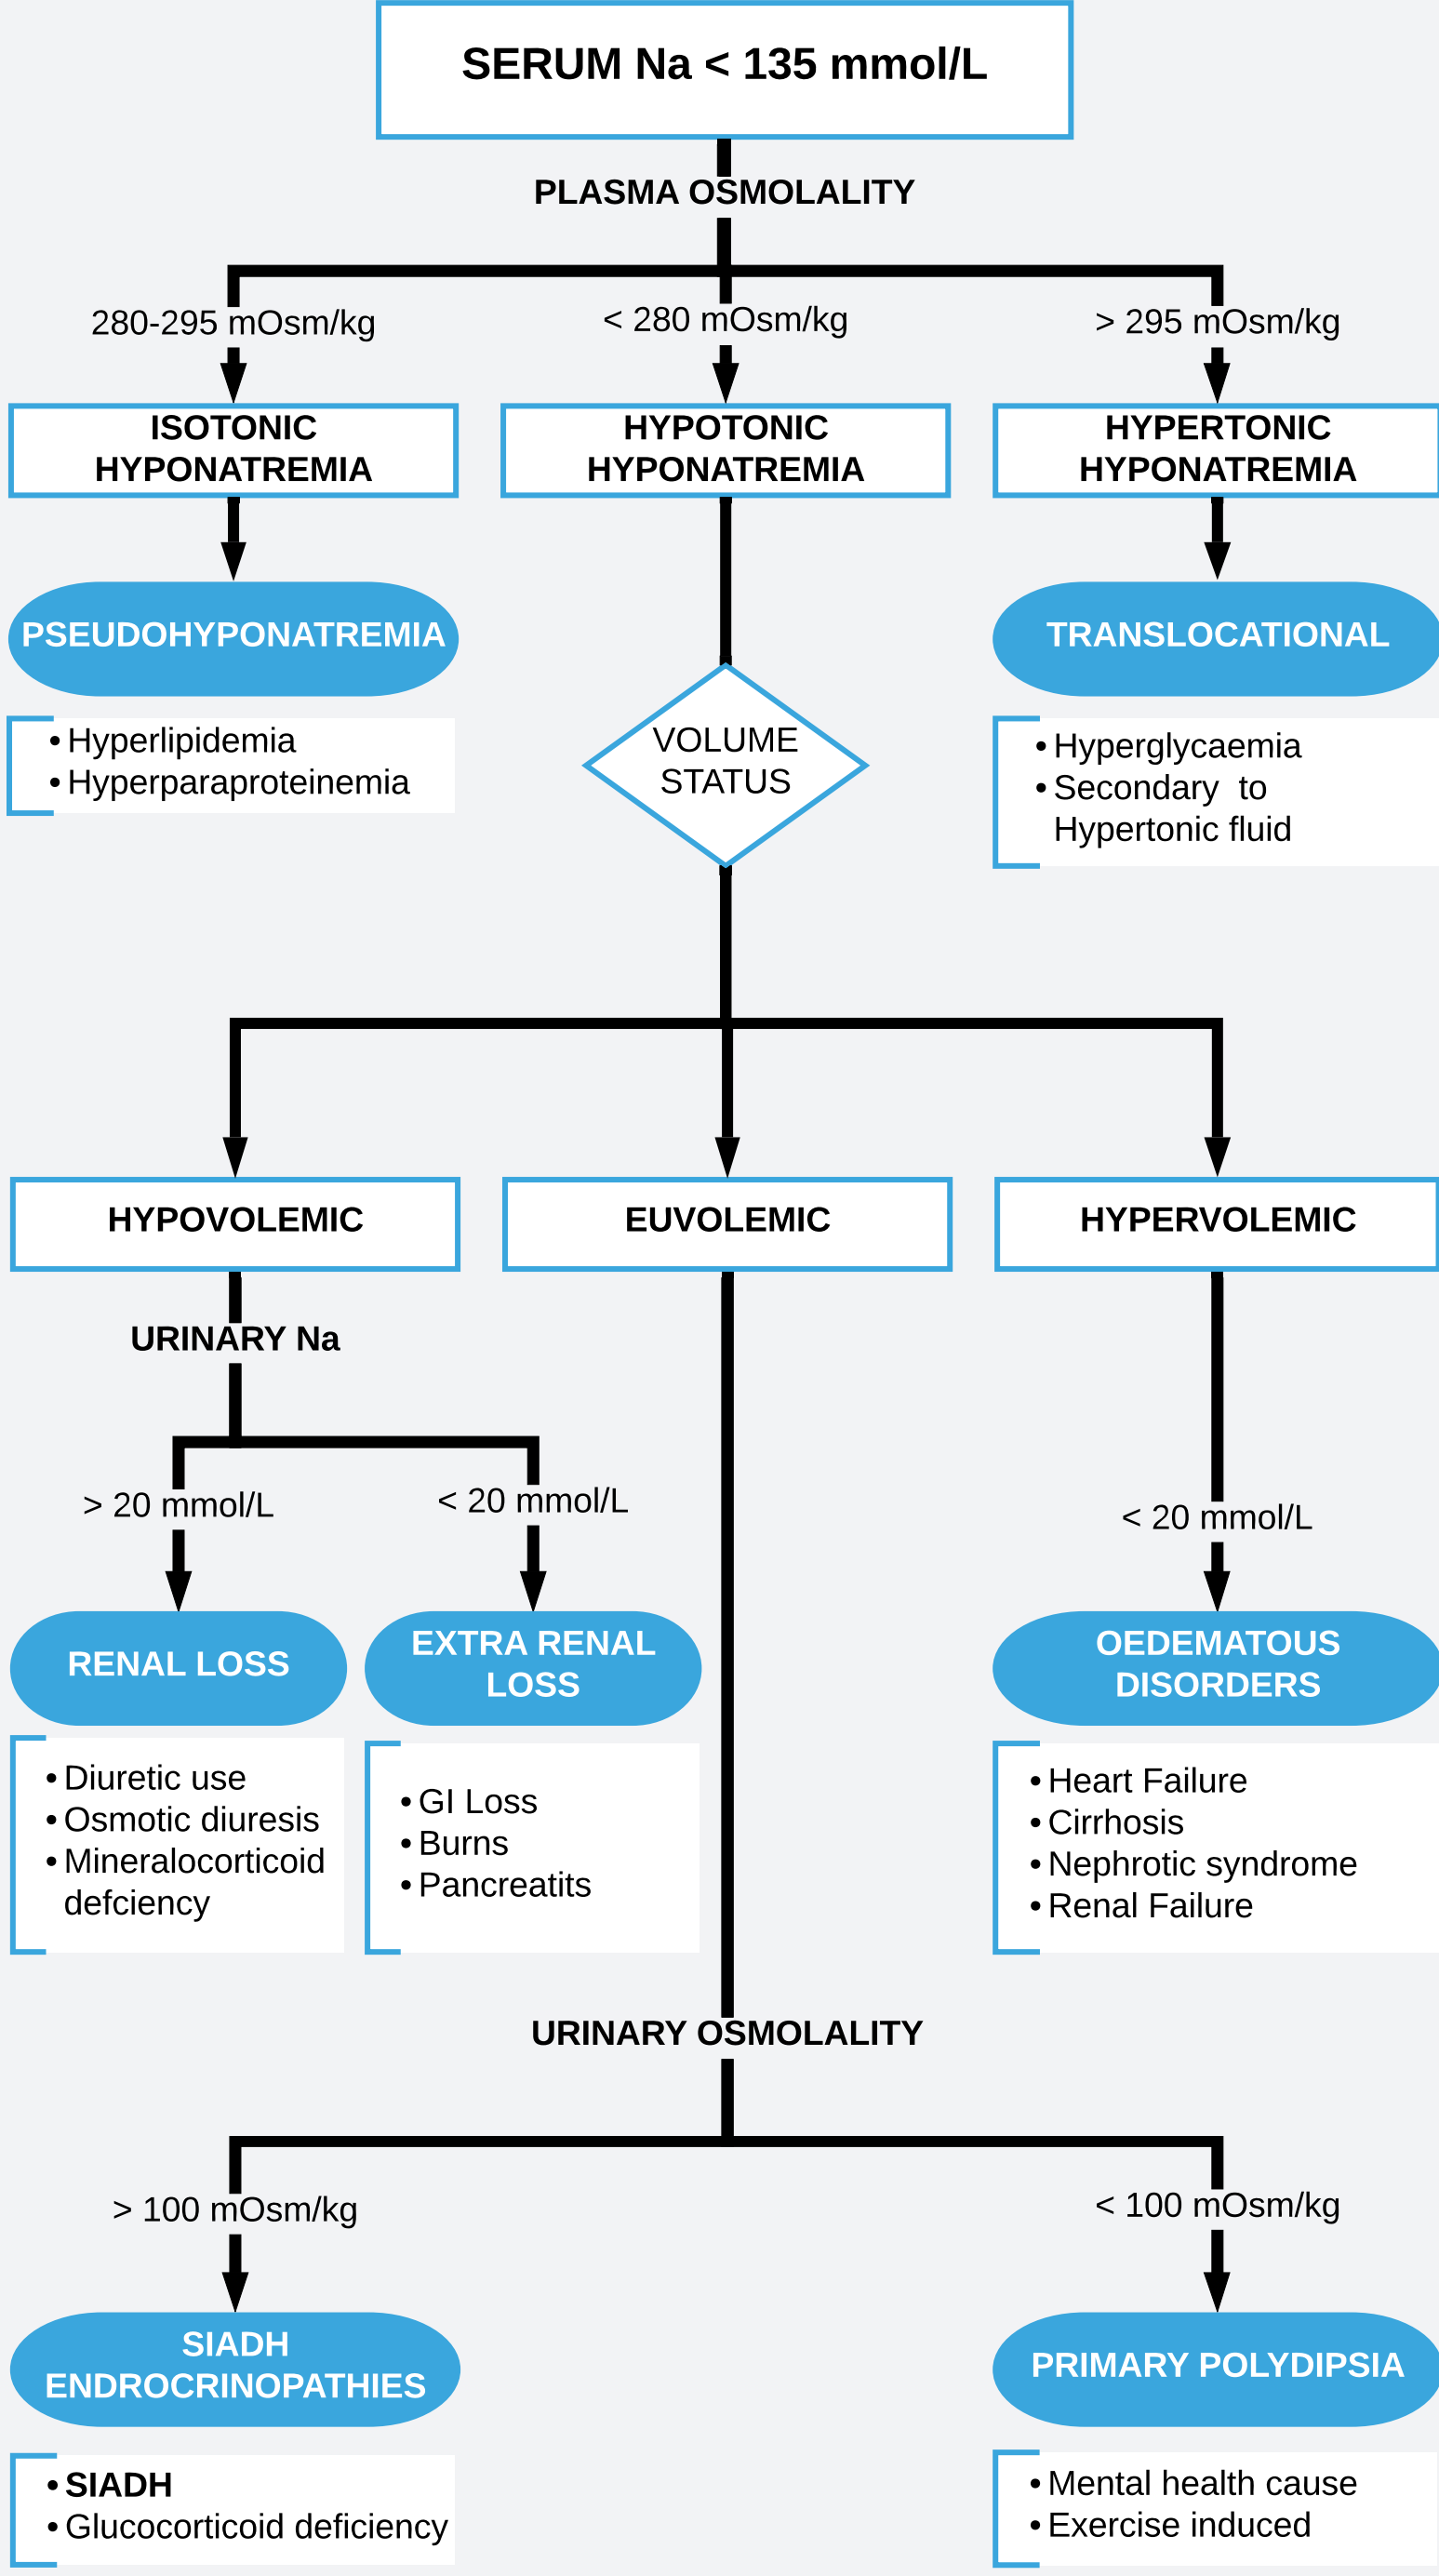 SERUM Na < 135 mmol/L
PLASMA OSMOLALITY
280-295 mOsm/kg
< 280 mOsm/kg
> 295 mOsm/kg
ISOTONIC
HYPONATREMIA
HYPOTONIC
HYPONATREMIA
HYPERTONIC
HYPONATREMIA
PSEUDOHYPONATREMIA
TRANSLOCATIONAL
• Hyperlipidemia
• Hyperparaproteinemia
VOLUME
STATUS
• Hyperglycaemia
• Secondary to
Hypertonic fluid
HYPOVOLEMIC
EUVOLEMIC
HYPERVOLEMIC
URINARY Na
> 20 mmol/L
< 20 mmol/L
< 20 mmol/L
RENAL LOSS
EXTRA RENAL
LOSS
OEDEMATOUS
DISORDERS
• Diuretic use
• Osmotic diuresis
• Mineralocorticoid
defciency
• GI Loss
• Burns
• Pancreatits
• Heart Failure
• Cirrhosis
• Nephrotic syndrome
• Renal Failure
URINARY OSMOLALITY
> 100 mOsm/kg
< 100 mOsm/kg
SIADH
ENDROCRINOPATHIES
PRIMARY POLYDIPSIA
• SIADH
• Glucocorticoid deficiency
• Mental health cause
• Exercise induced